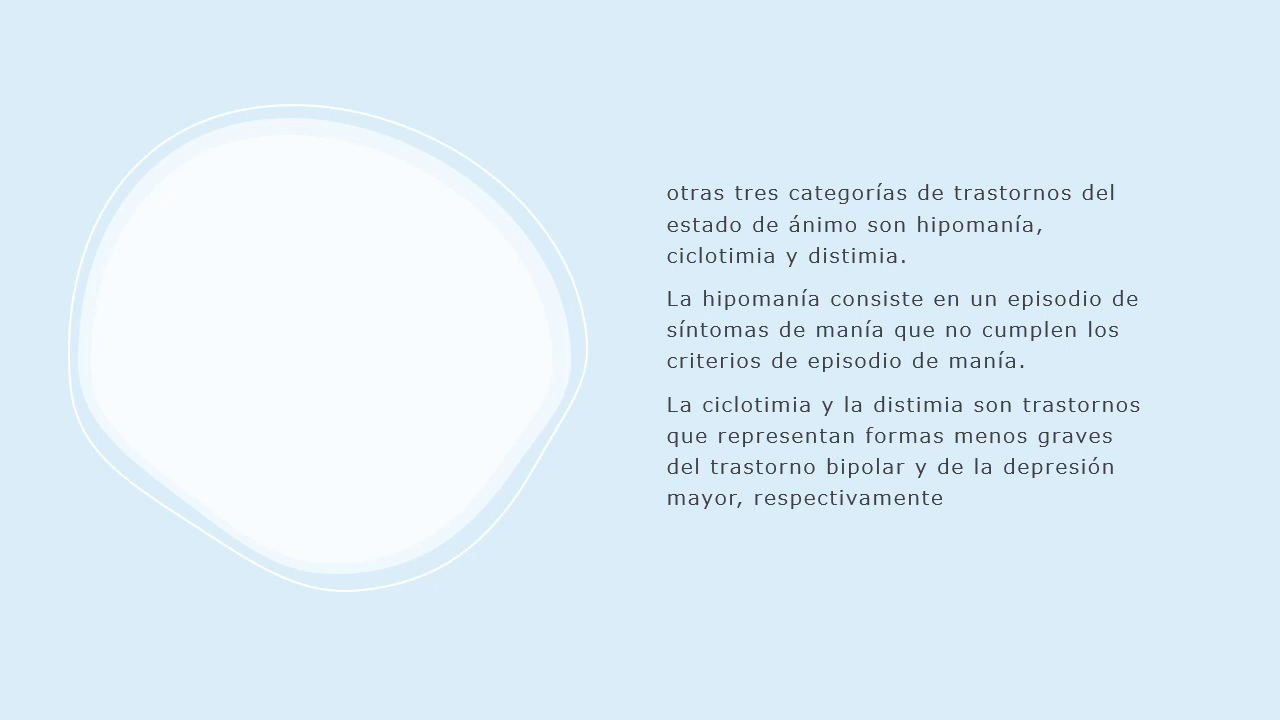 otras tres categorías de trastornos del
estado de ánimo son hipomanía,
ciclotimia y distimia.
La hipomanía consiste en un episodio de
síntomas de manía que no cumplen los
criterios de episodio de manía.
La ciclotimia y la distimia son trastornos
que representan formas menos graves
del trastorno bipolar y de la depresión
mayor, respectivamente